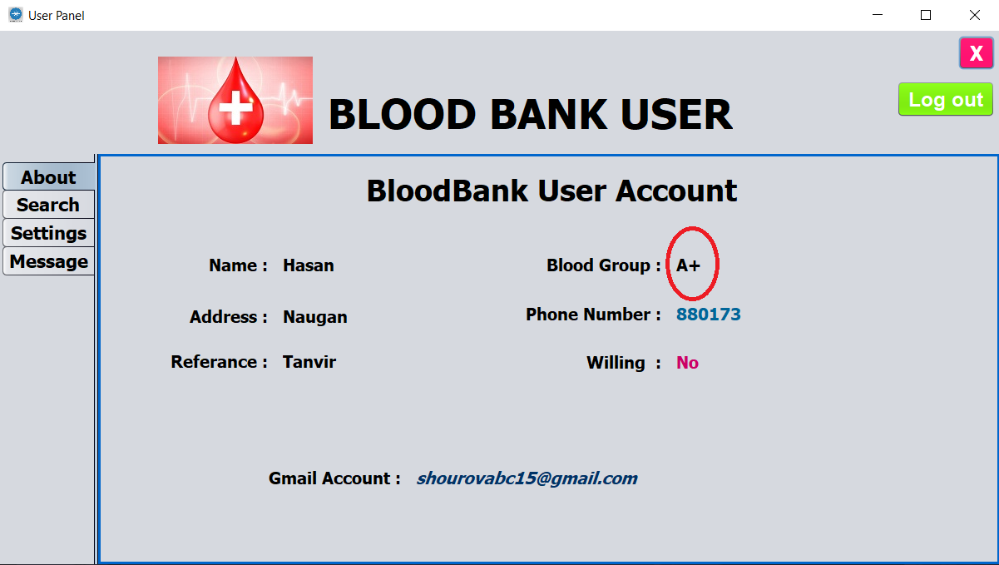 User Panel
X
Log out
BLOOD BANK USER
About
Search
Settings
Message
BloodBank User Account
Name : Hasan
Blood Group : A+
Address : Naugan
Phone Number : 880173
Referance : Tanvir
Willing : No
Gmail Account : shourovabc15@gmail.com